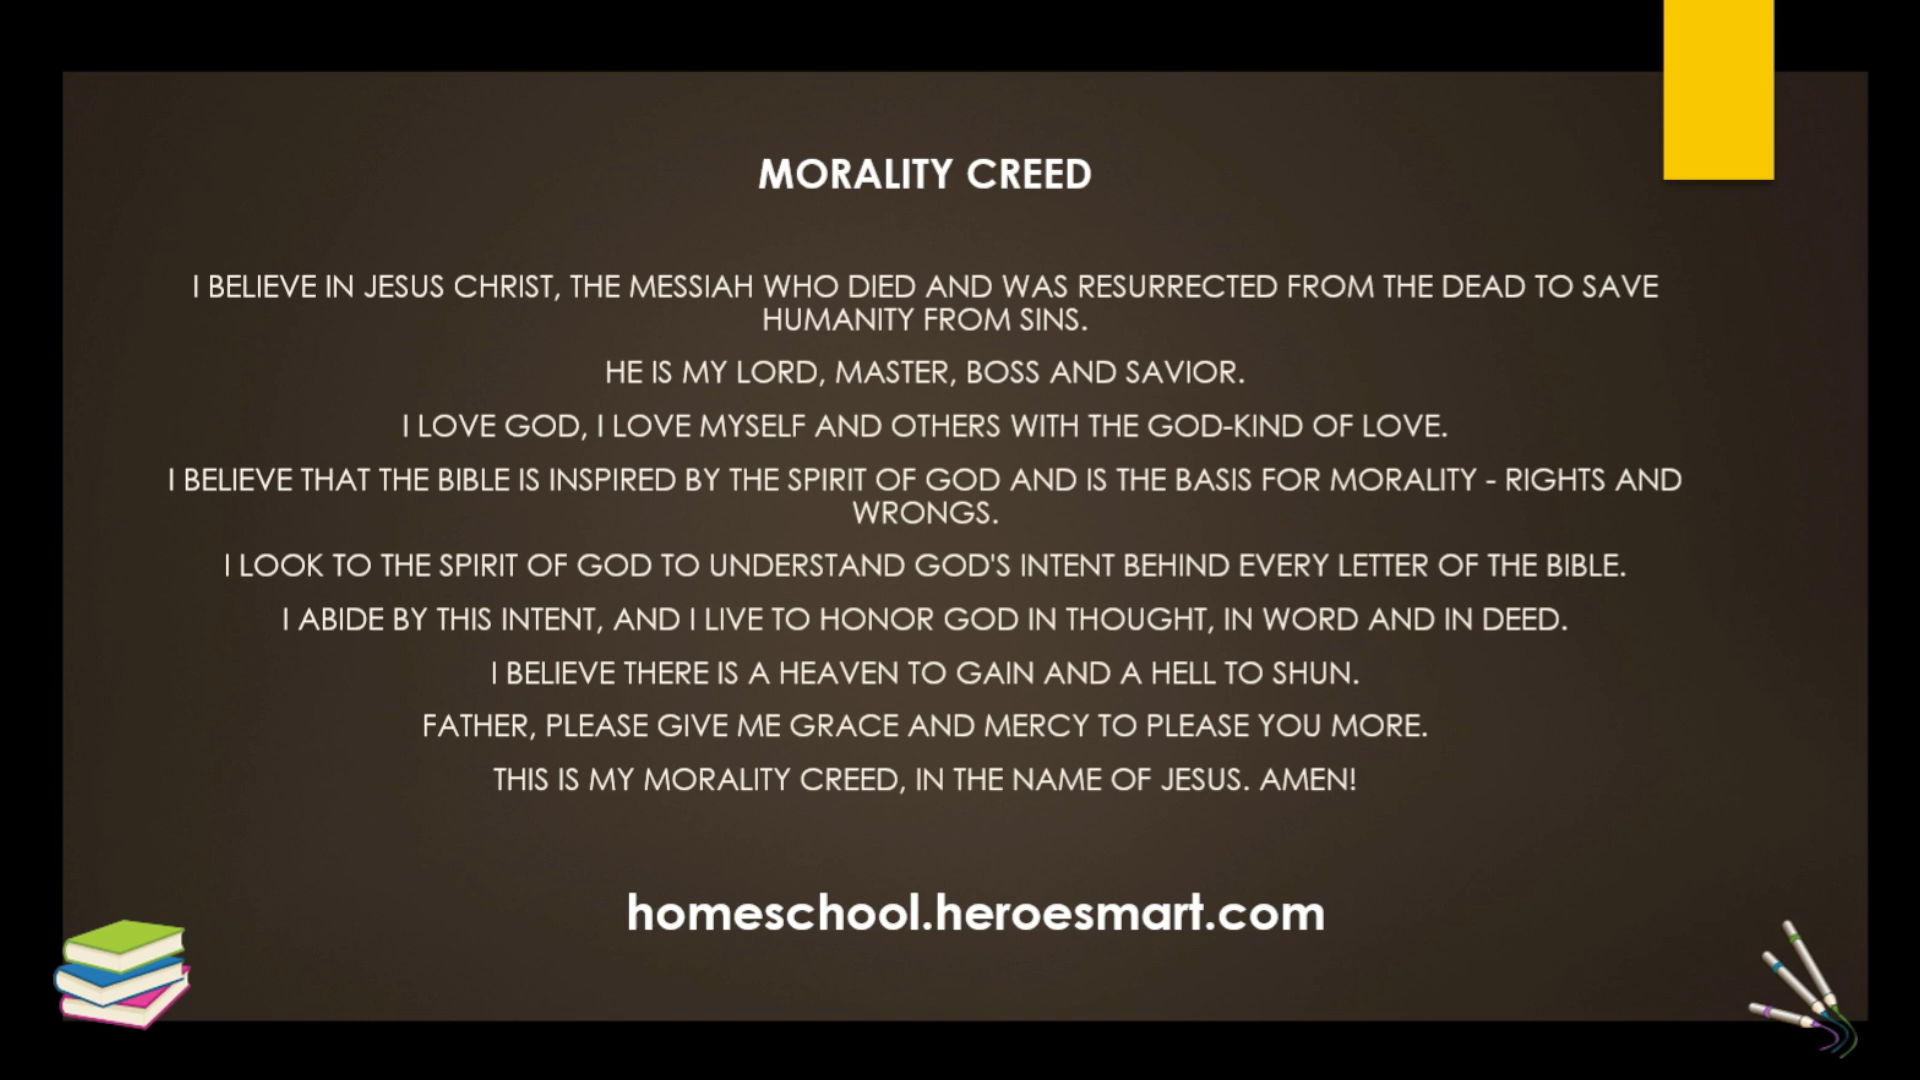 MORALITY CREED
I BELIEVE IN JESUS CHRIST, THE MESSIAH WHO DIED AND WAS RESURRECTED FROM THE DEAD TO SAVE
HUMANITY FROM SINS.
HE IS MY LORD, MASTER, BOSS AND SAVIOR.
I LOVE GOD, I LOVE MYSELF AND OTHERS WITH THE GOD-KIND OF LOVE.
I BELIEVE THAT THE BIBLE IS INSPIRED BY THE SPIRIT OF GOD AND IS THE BASIS FOR MORALITY - RIGHTS AND
WRONGS.
I LOOK TO THE SPIRIT OF GOD TO UNDERSTAND GOD'S INTENT BEHIND EVERY LETTER OF THE BIBLE.
I ABIDE BY THIS INTENT, AND I LIVE TO HONOR GOD IN THOUGHT, IN WORD AND IN DEED.
I BELIEVE THERE IS A HEAVEN TO GAIN AND A HELL TO SHUN.
FATHER, PLEASE GIVE ME GRACE AND MERCY TO PLEASE YOU MORE.
THIS IS MY MORALITY CREED, IN THE NAME OF JESUS. AMEN!
homeschool.heroesmart.com